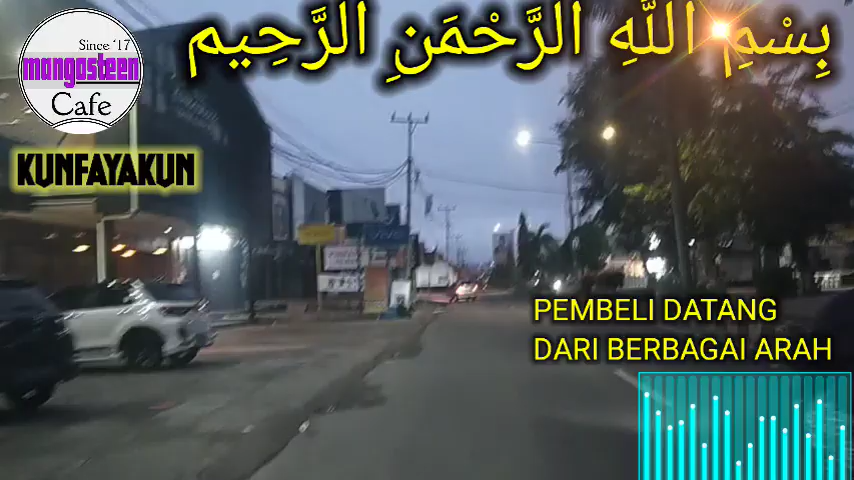 بِسْمِ اللَّهِ الرَّحْمَنِ الرَّحِيم
Since '17
mangosteen
Cafe
KUNFAYAKUN
PEMBELI DATANG
DARI BERBAGAI ARAH